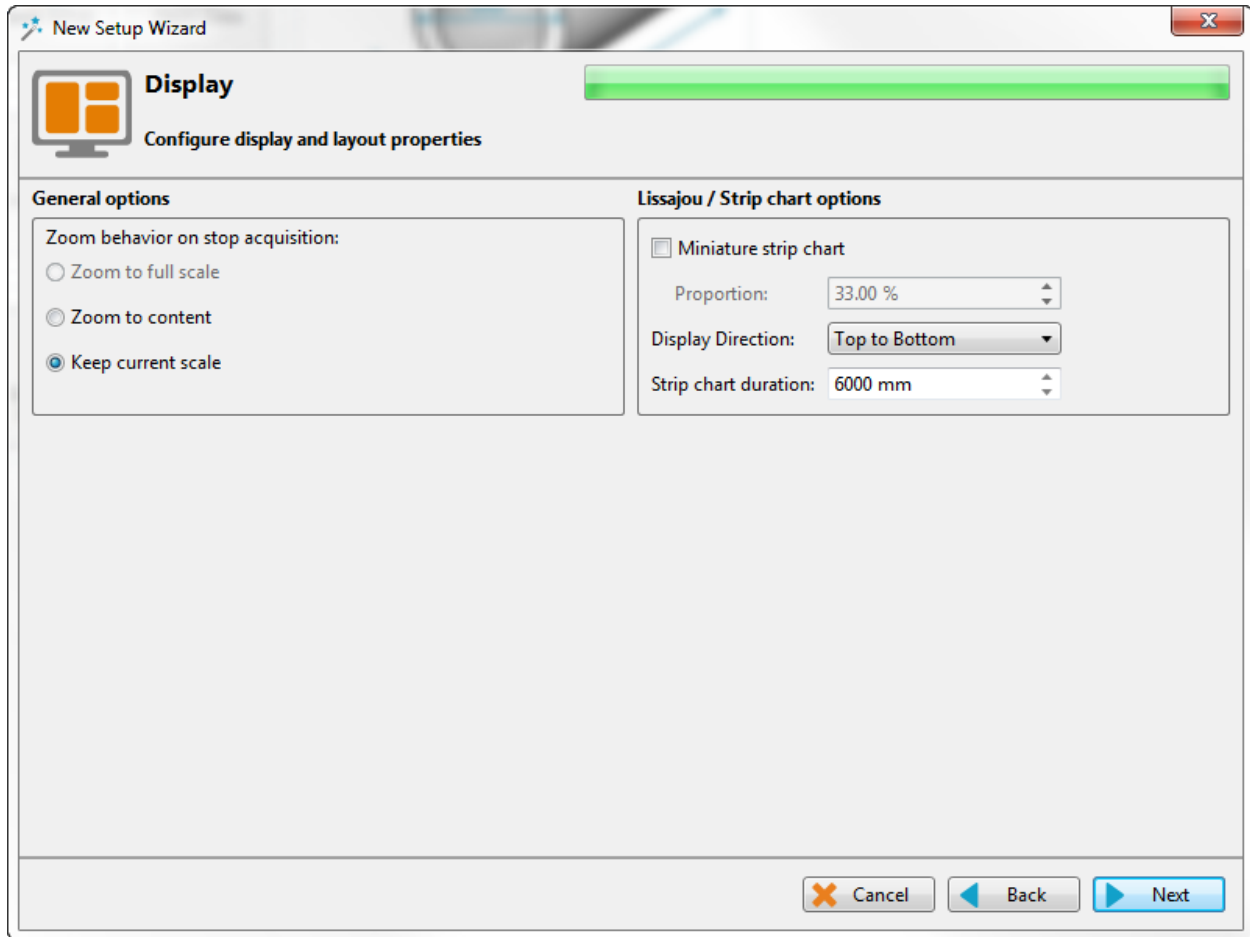 New Setup Wizard
Display
Configure display and layout properties
General options
Zoom behavior on stop acquisition:
Zoom to full scale
Zoom to content
Keep current scale
Lissajou / Strip chart options
Miniature strip chart
Proportion: 33.00 %
Display Direction: Top to Bottom
Strip chart duration: 6000 mm
Cancel Back Next